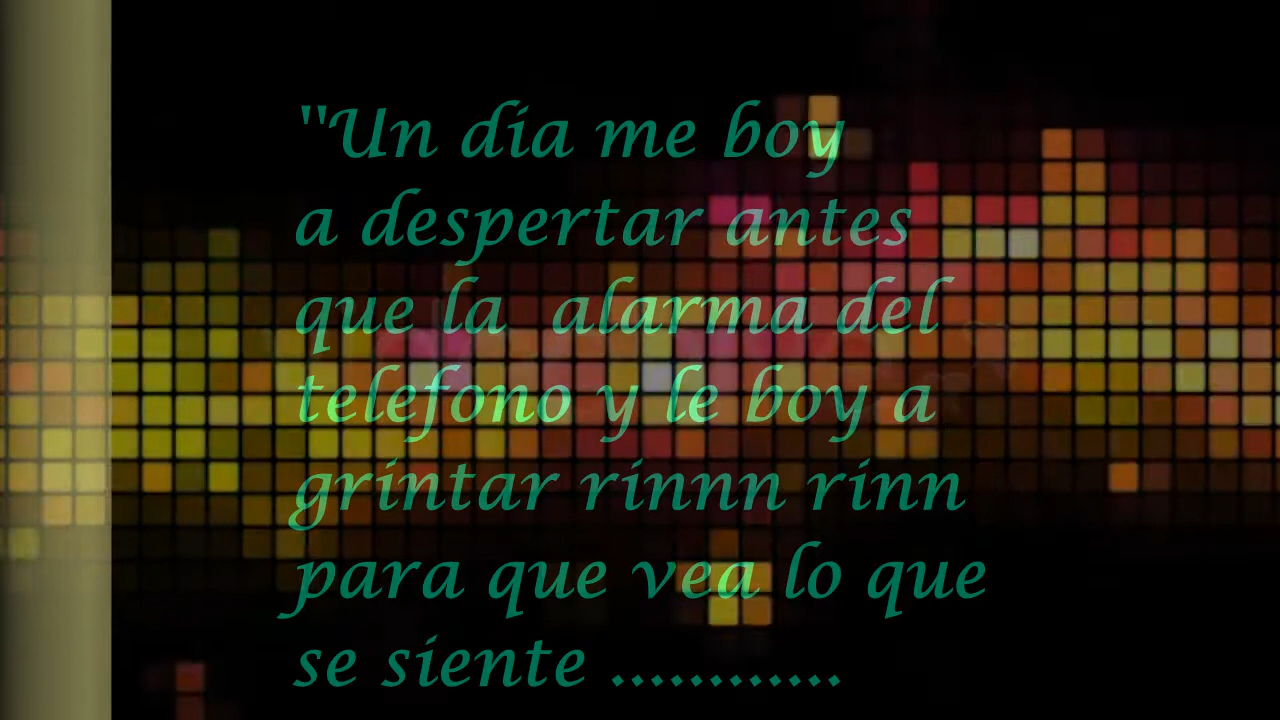 "Un dia me boy
a despertar antes
que la alarma del
telefono y le boy a
grintar rinnn rinn
para que vea lo que
se siente ............